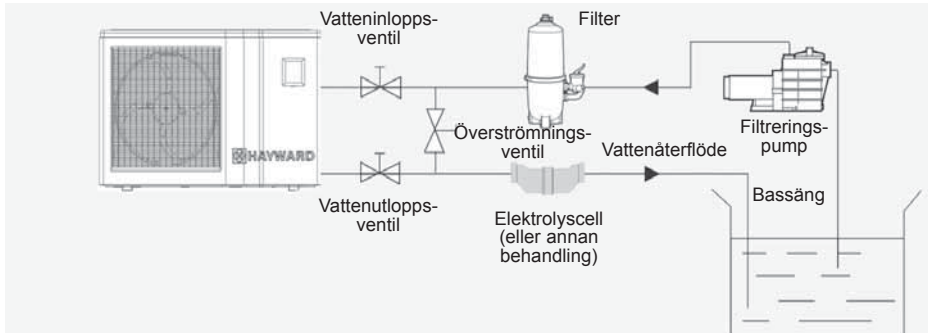 Vatteninlopps-
ventil
Filter
Filtrerings-
pump
HAYWARD
Överströmnings-
ventil
Vattenåterflöde
Vattenutlopps-
ventil
Elektrolyscell
(eller annan
behandling)
Bassäng